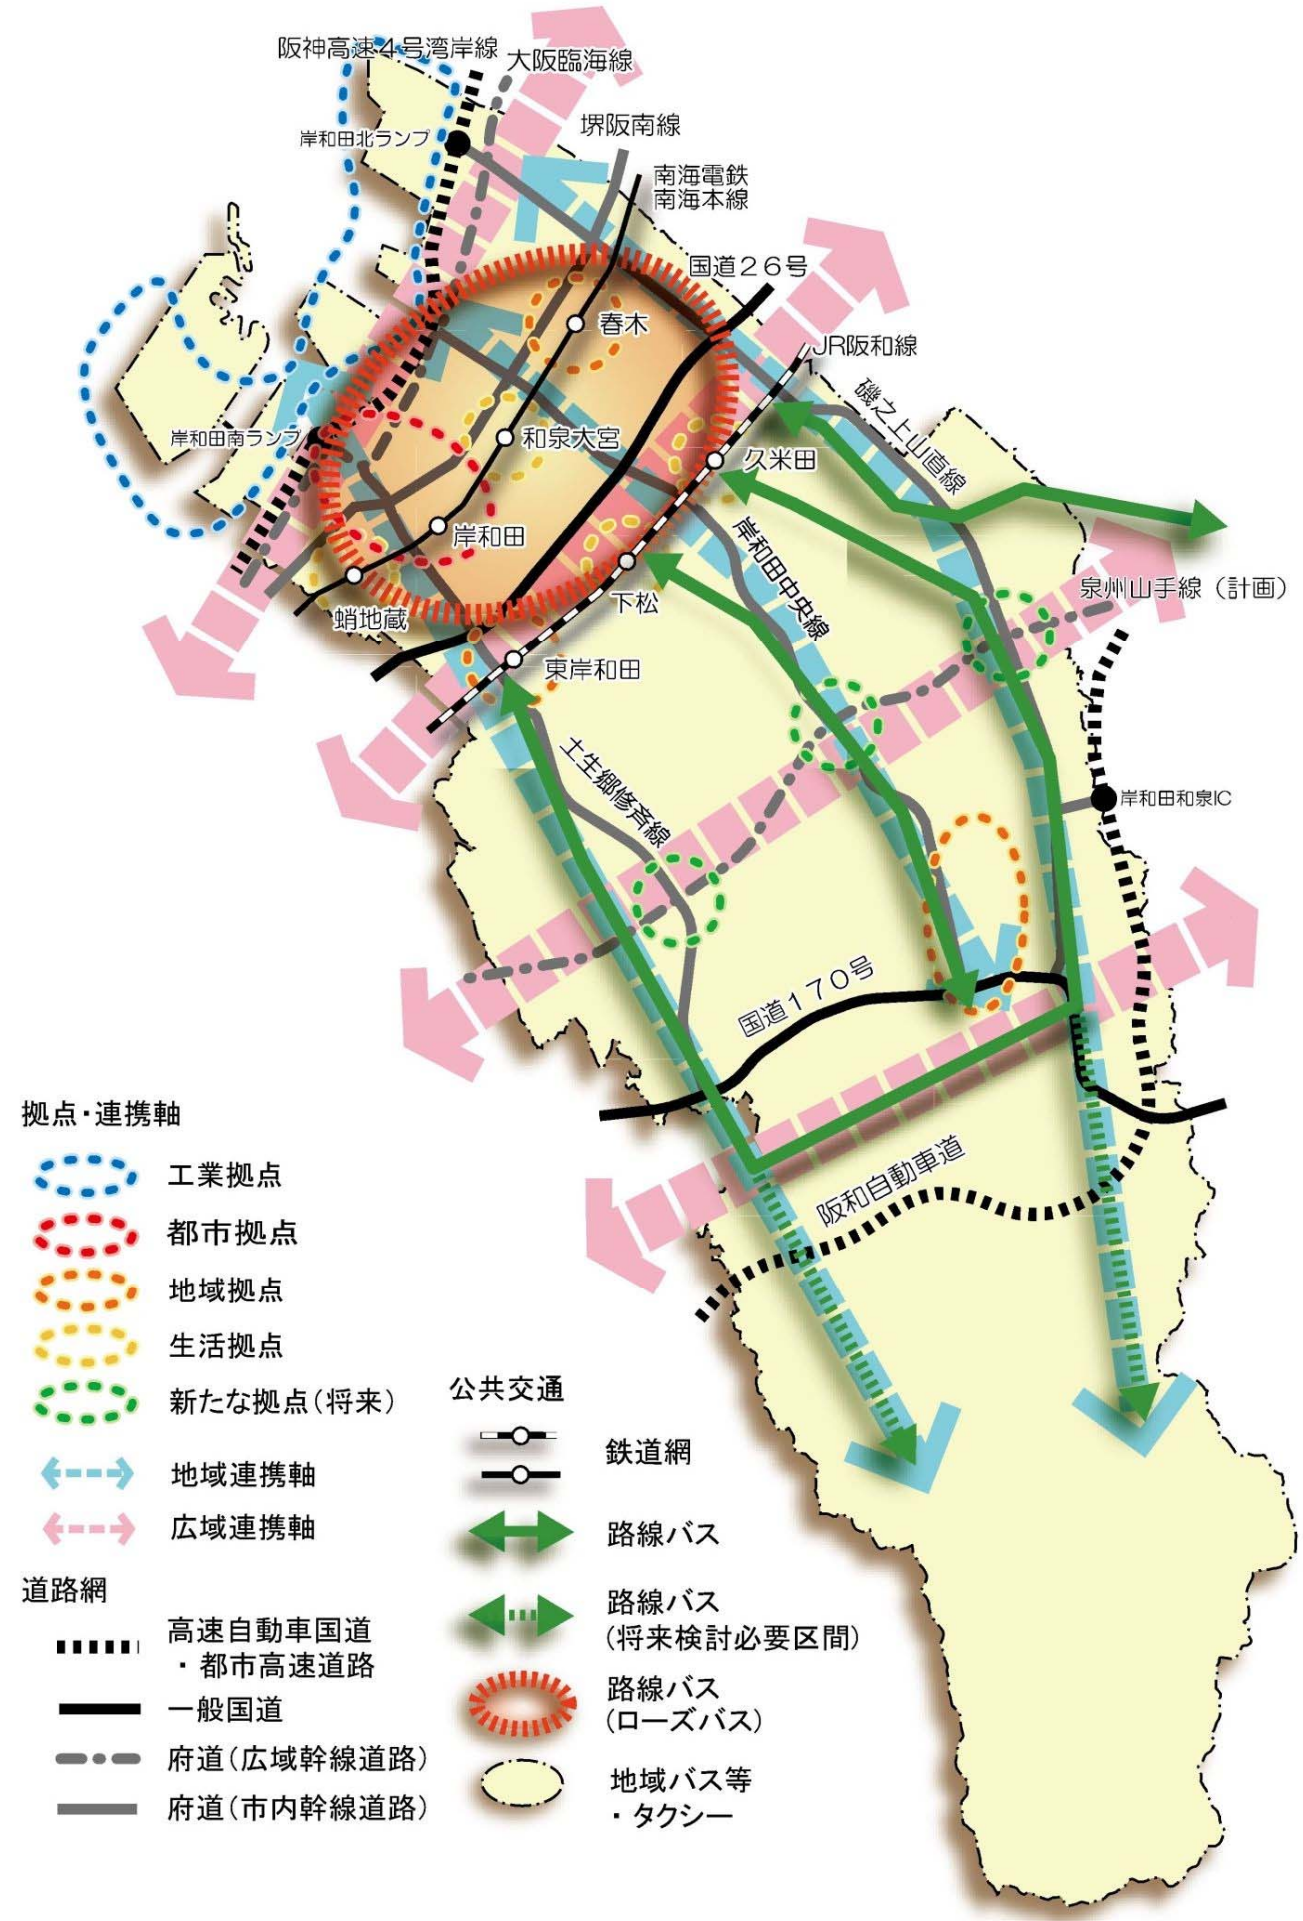 阪神高速4号湾岸線
大阪臨海線
岸和田北ランプ
堺阪南線
南海電鉄
南海本線
国道26号
春木
JR阪和線
磯之上山直線
岸和田南ランプ
和泉大宮
久米田
岸和田
岸和田中央線
泉州山手線（計画）
蛸地蔵
下松
東岸和田
土生郷修斉線
岸和田和泉IC
国道170号
阪和自動車道
拠点・連携軸
工業拠点
都市拠点
地域拠点
生活拠点
新たな拠点（将来）
地域連携軸
広域連携軸
道路網
高速自動車国道
・都市高速道路
一般国道
府道（広域幹線道路）
府道（市内幹線道路）
公共交通
鉄道網
路線バス
路線バス
（将来検討必要区間）
路線バス
（ローズバス）
地域バス等
・タクシー